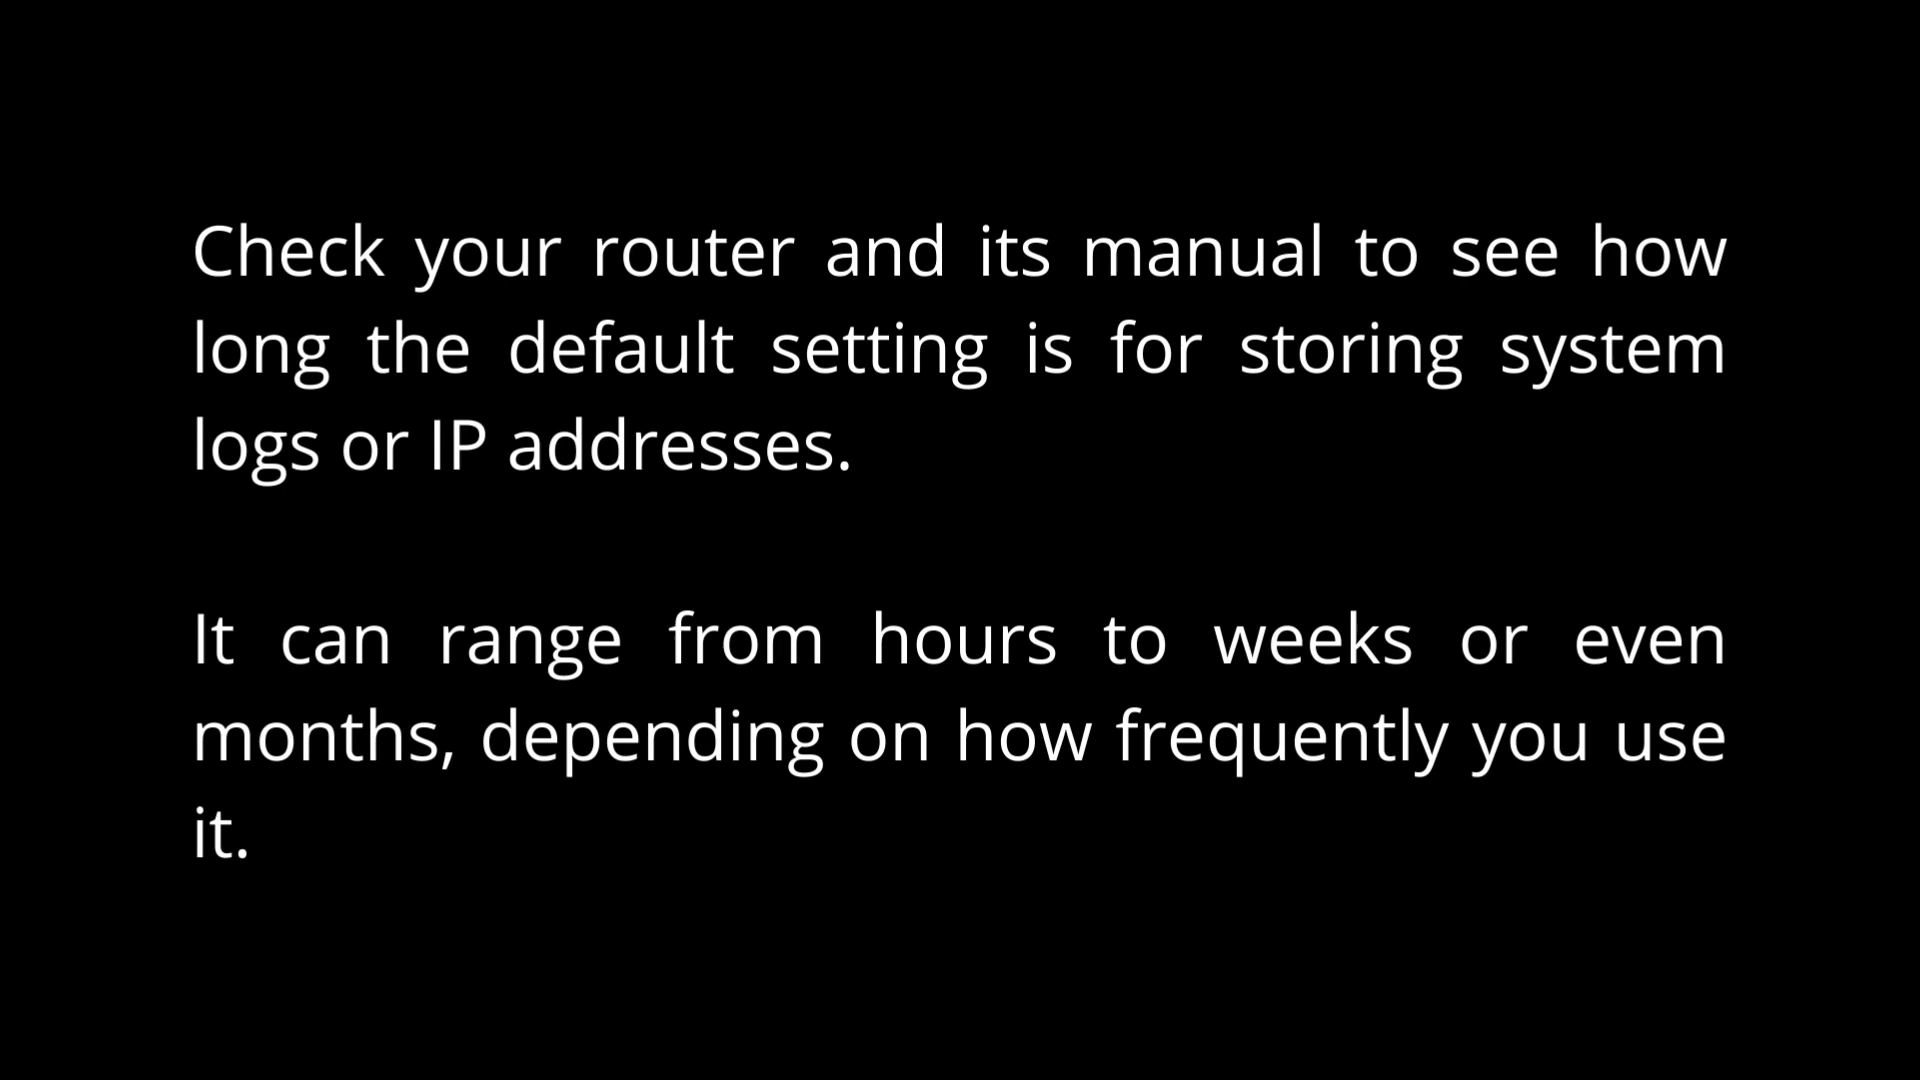 Check your router and its manual to see how
long the default setting is for storing system
logs or IP addresses.
It can range from hours to weeks or even
months, depending on how frequently you use
it.